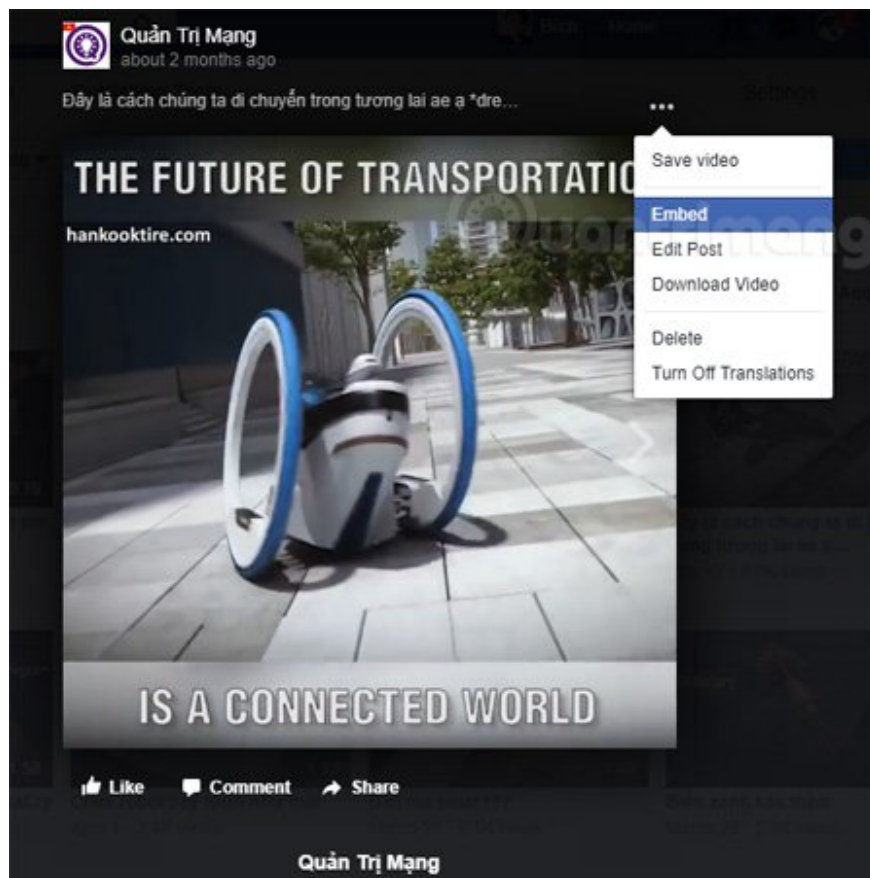 Quản Trị Mạng
about 2 months ago
Đây là cách chúng ta di chuyển trong tương lai ae ạ *dre...
Settings
THE FUTURE OF TRANSPORTATIO
hankooktire.com
Save video
Embed
Edit Post
Download Video
Delete
Turn Off Translations
Quantrimang
IS A CONNECTED WORLD
Like
Comment
Share
Quản Trị Mạng